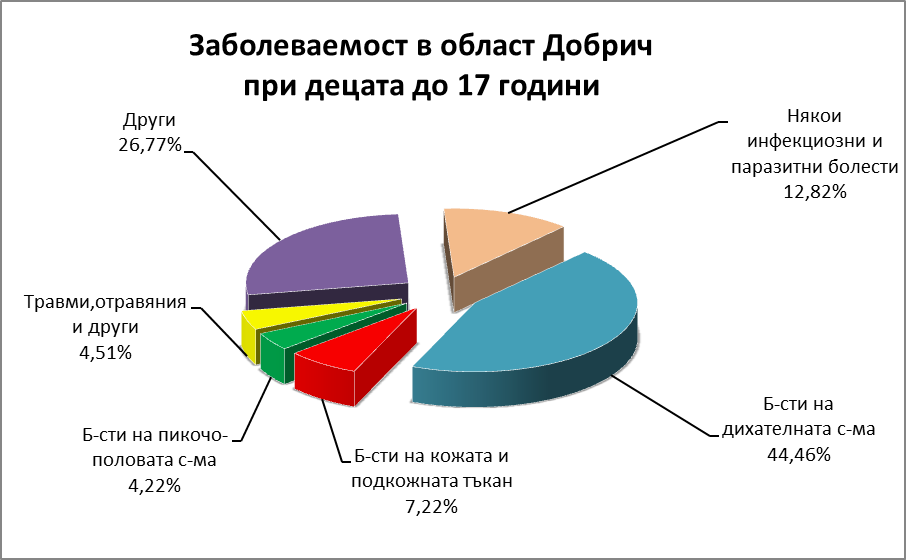 Заболеваемост в област Добрич
при децата до 17 години
Други
26,77%
Някои
инфекциозни и
паразитни болести
12,82%
Травми,отравяния
и други
4,51%
Б-сти на
дихателната с-ма
44,46%
Б-сти на пикочо-
половата с-ма
4,22%
Б-сти на кожата и
подкожната тъкан
7,22%